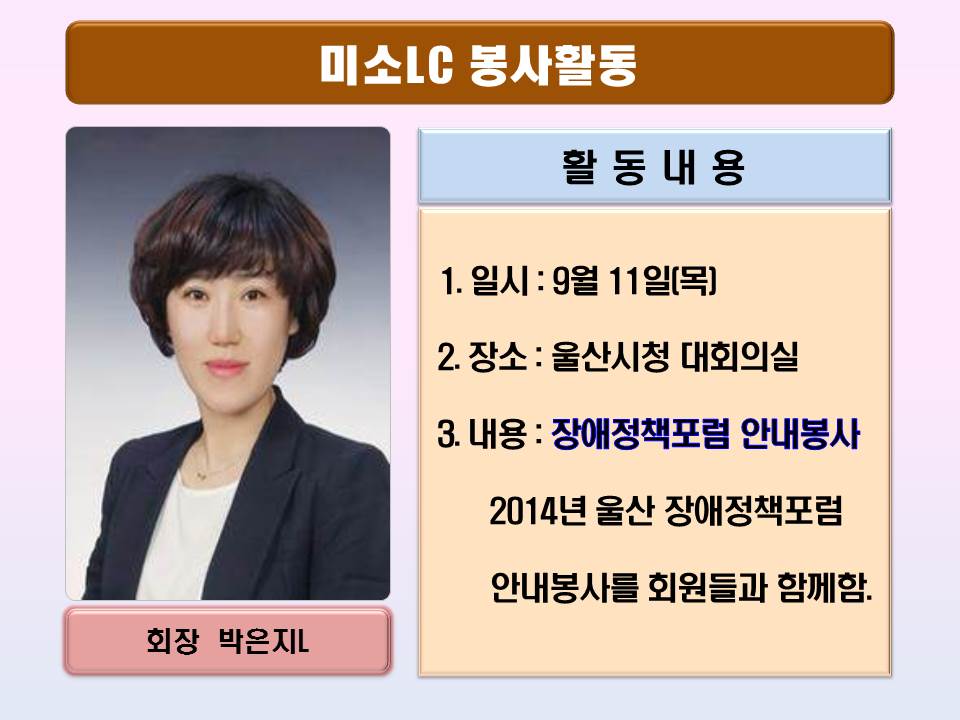 미소LC 봉사활동
활 동 내 용
1. 일시 : 9월 11일(목)
2. 장소 : 울산시청 대회의실
3. 내용 : 장애정책포럼 안내봉사
2014년 울산 장애정책포럼
안내봉사를 회원들과 함께함.
회장 박은지L